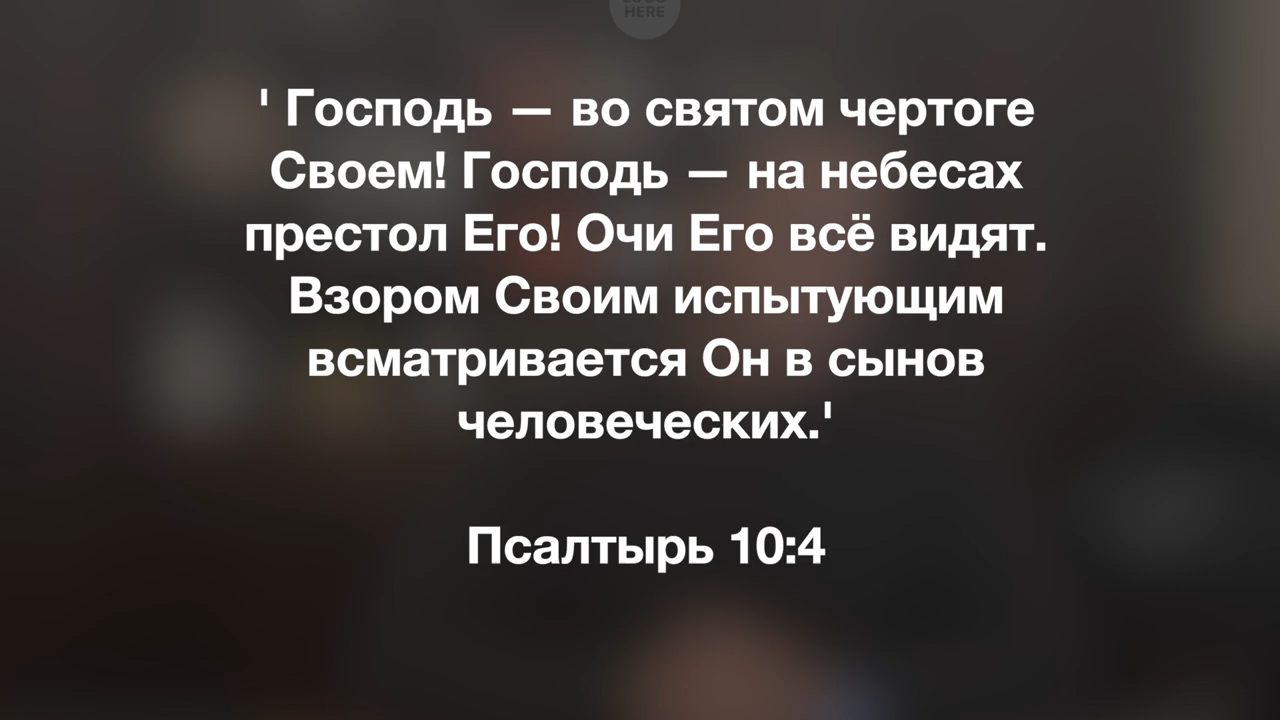 HERE
' Господь — во святом чертоге
Своем! Господь — на небесах
престол Его! Очи Его всё видят.
Взором Своим испытующим
всматривается Он в сынов
человеческих.'
Псалтырь 10:4